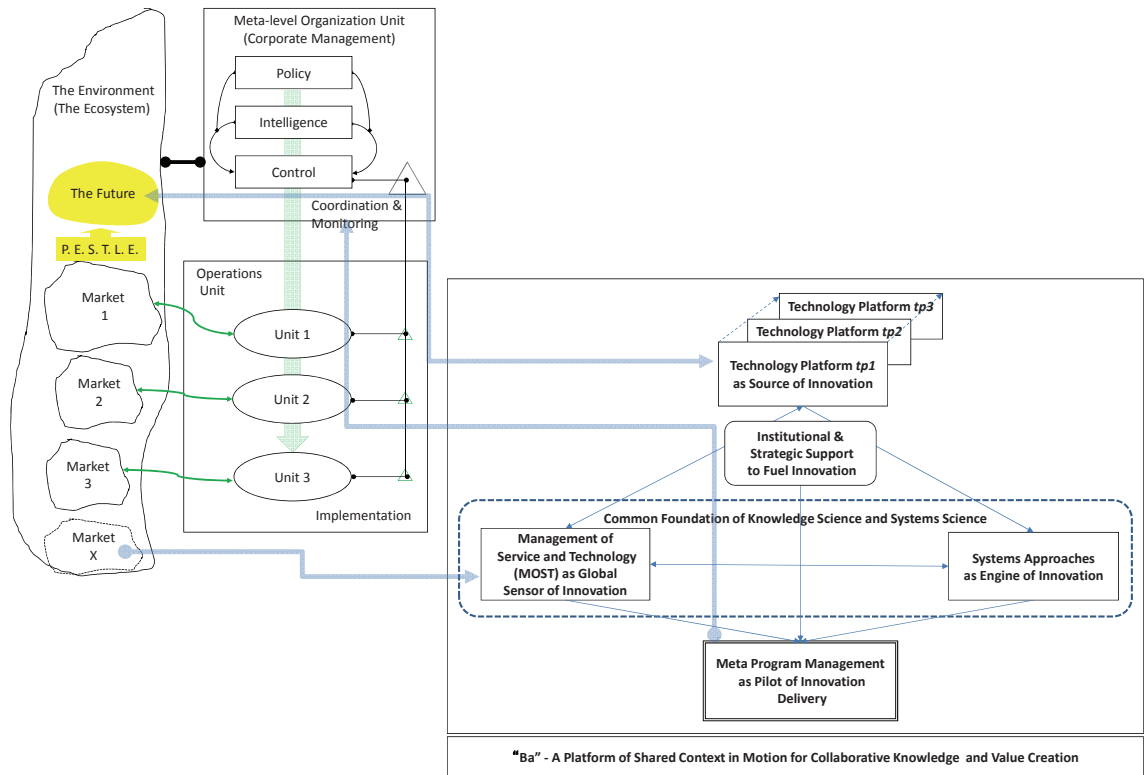 Meta-level Organization Unit
(Corporate Management)
Policy
Intelligence
Control
Coordination &
Monitoring
The Environment
(The Ecosystem)
The Future
P. E. S. T. L. E.
Market
1
Market
2
Market
3
Market
X
Operations
Unit
Unit 1
Unit 2
Unit 3
Implementation
Technology Platform tp3
Technology Platform tp2
Technology Platform tp1
as Source of Innovation
Institutional &
Strategic Support
to Fuel Innovation
Common Foundation of Knowledge Science and Systems Science
Management of
Service and Technology
(MOST) as Global
Sensor of Innovation
Systems Approaches
as Engine of Innovation
Meta Program Management
as Pilot of Innovation
Delivery
“Ba” - A Platform of Shared Context in Motion for Collaborative Knowledge and Value Creation